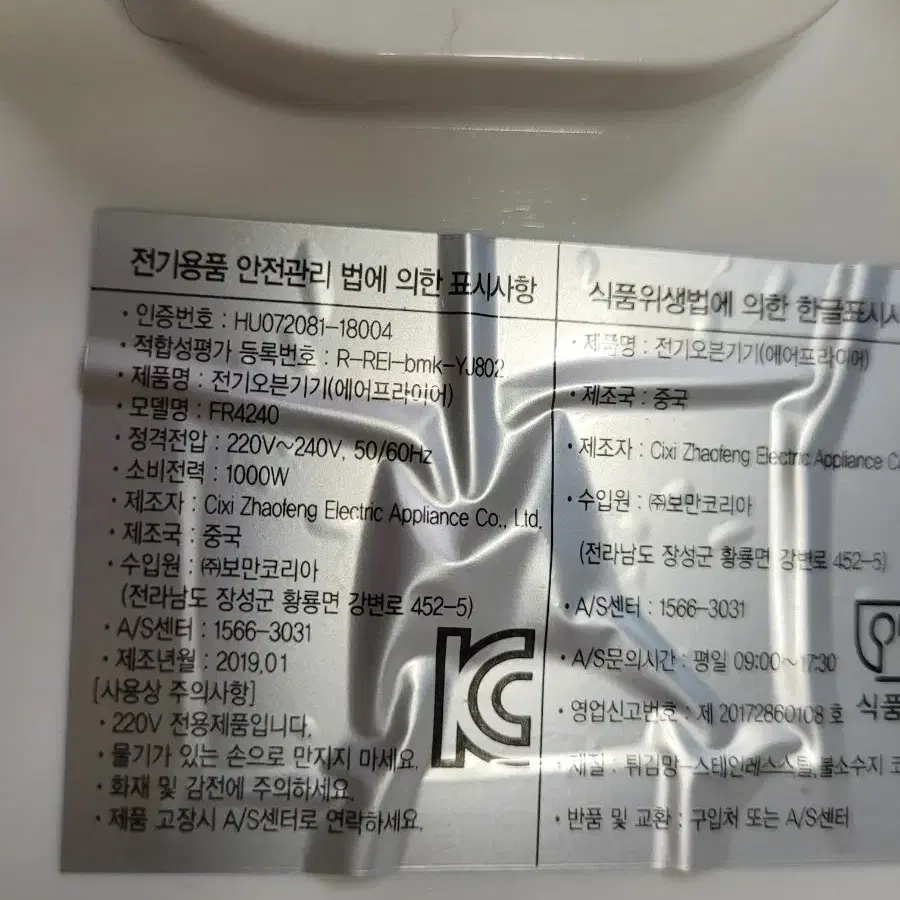 전기용품 안전관리 법에 의한 표시사항
· 인증번호 : HU072081-18004
· 적합성평가 등록번호 : R-REI-bmk-YJ802
· 제품명 : 전기오븐기기(에어프라이어)
· 모델명 : FR4240
· 정격전압 : 220V~240V, 50/60Hz
· 소비전력 : 1000W
· 제조자 : Cixi Zhaofeng Electric Appliance Co., Ltd.
· 제조국 : 중국
· 수입원 : ㈜보만코리아
(전라남도 장성군 황룡면 강변로 452-5)
· A/S센터 : 1566-3031
· 제조년월 : 2019.01
[사용상 주의사항]
· 220V 전용제품입니다.
· 물기가 있는 손으로 만지지 마세요.
· 화재 및 감전에 주의하세요.
· 제품 고장시 A/S센터로 연락하세요.
식품위생법에 의한 한글표시사
· 제품명 : 전기오븐기기(에어프라이어)
· 제조국 : 중국
· 제조자 : Cixi Zhaofeng Electric Appliance
· 수입원 : ㈜보만코리아
(전라남도 장성군 황룡면 강변로 452-5)
· A/S센터 : 1566-3031
· A/S문의시간 : 평일 09:00~17:30
· 영업신고번호 : 제 20172860108 호
식품
· 재질 : 튀김망-스테인레스스틸,불소수지 코
· 반품 및 교환 : 구입처 또는 A/S센터